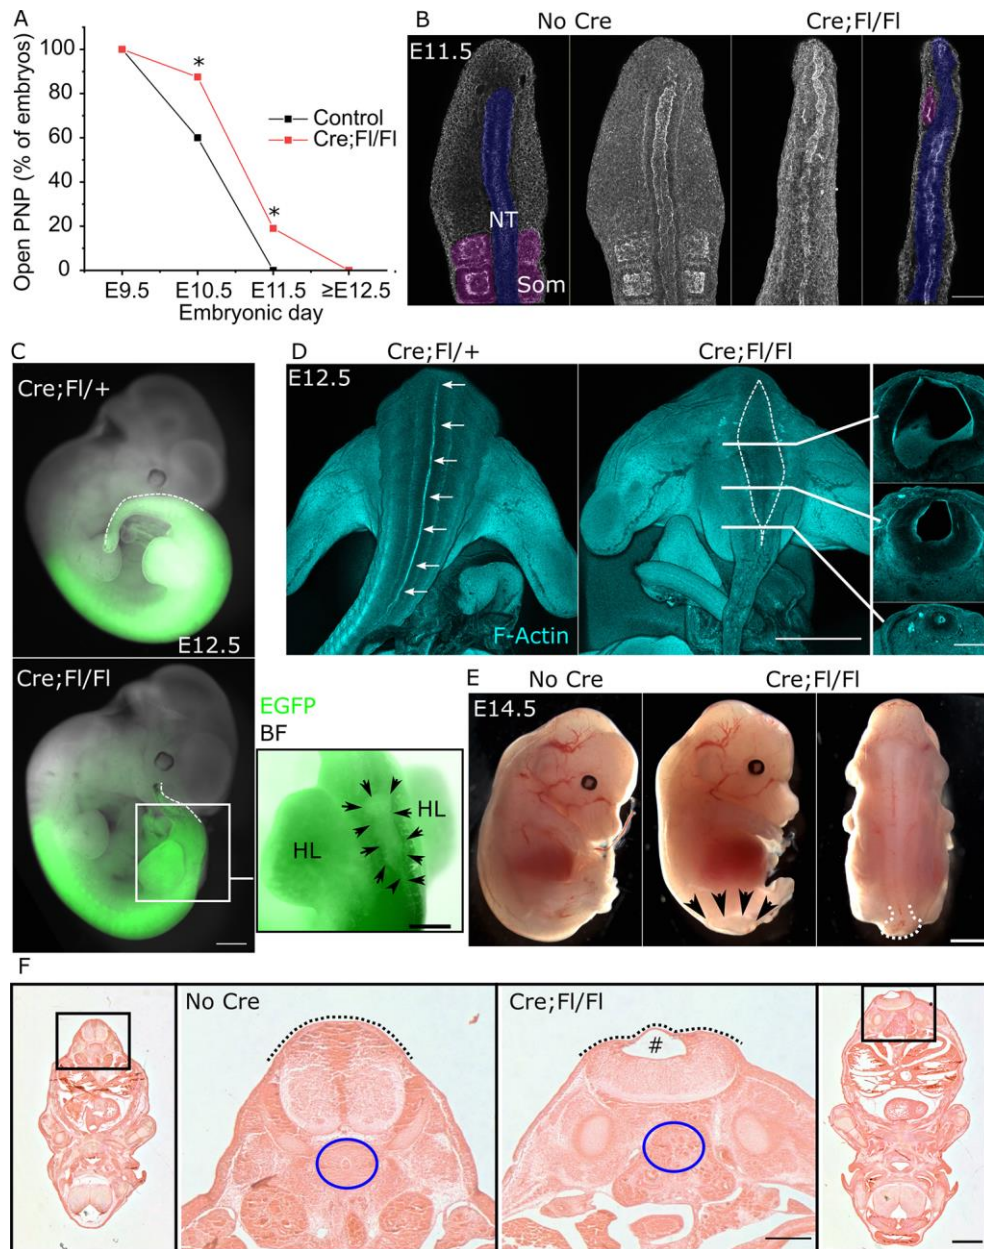 A
Open PNP (% of embryos)
100
80
60
40
20
0
*
*
Control
Cre;Fl/Fl
E9.5 E10.5 E11.5 ≥E12.5
Embryonic day
B
No Cre
Cre;Fl/Fl
E11.5
NT
Som
C
Cre;Fl/+
E12.5
Cre;Fl/Fl
EGFP
BF
HL
HL
D
Cre;Fl/+
Cre;Fl/Fl
E12.5
F-Actin
E
No Cre
Cre;Fl/Fl
E14.5
F
No Cre
Cre;Fl/Fl
#